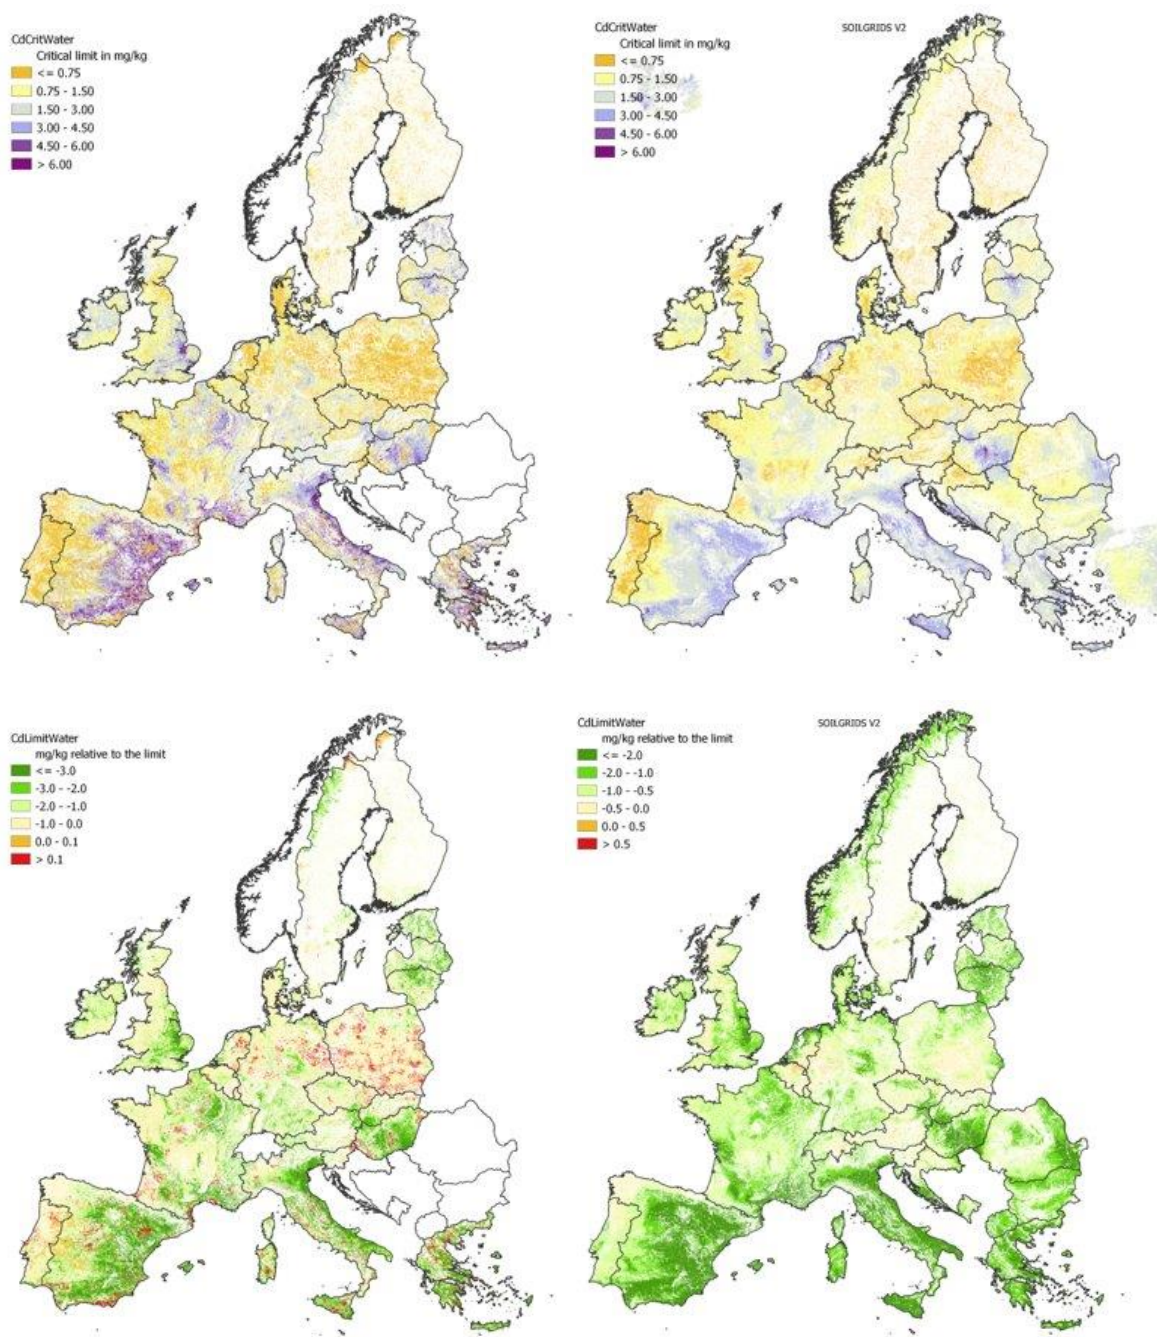 CdCritWater
Critical limit in mg/kg
<= 0.75
0.75 - 1.50
1.50 - 3.00
3.00 - 4.50
4.50 - 6.00
> 6.00
CdCritWater
SOILGRIDS V2
Critical limit in mg/kg
<= 0.75
0.75 - 1.50
1.50 - 3.00
3.00 - 4.50
4.50 - 6.00
> 6.00
CdLimitWater
mg/kg relative to the limit
<= -3.0
-3.0 - -2.0
-2.0 - -1.0
-1.0 - 0.0
0.0 - 0.1
> 0.1
CdLimitWater
SOILGRIDS V2
mg/kg relative to the limit
<= -2.0
-2.0 - -1.0
-1.0 - -0.5
-0.5 - 0.0
0.0 - 0.5
> 0.5